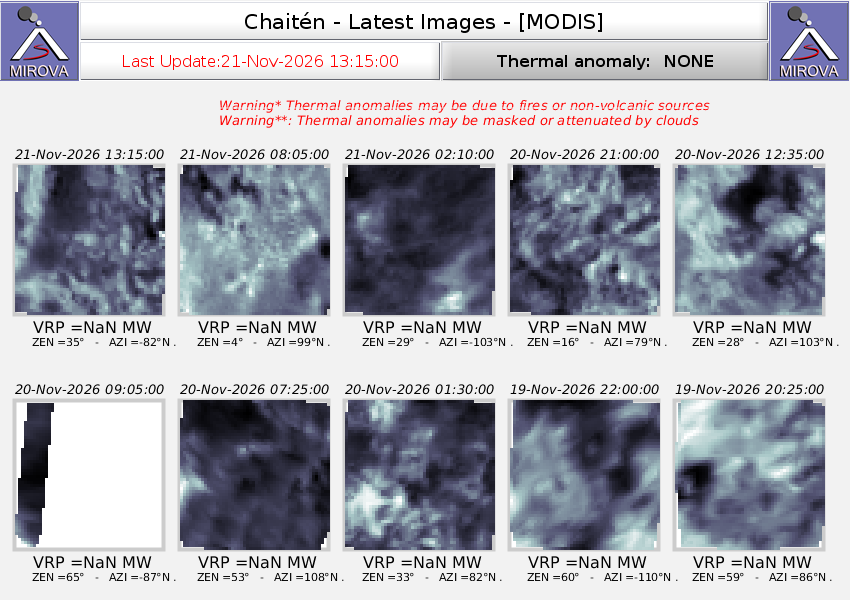 Chaitén - Latest Images - [MODIS]
MIROVA
Last Update:21-Nov-2026 13:15:00
Thermal anomaly: NONE
MIROVA
Warning* Thermal anomalies may be due to fires or non-volcanic sources
Warning**: Thermal anomalies may be masked or attenuated by clouds
21-Nov-2026 13:15:00 21-Nov-2026 08:05:00 21-Nov-2026 02:10:00 20-Nov-2026 21:00:00 20-Nov-2026 12:35:00
VRP =NaN MW VRP =NaN MW VRP =NaN MW VRP =NaN MW VRP =NaN MW
ZEN =35° - AZI =-82°N . ZEN =4° - AZI =99°N . ZEN =29° - AZI =-103°N . ZEN =16° - AZI =79°N . ZEN =28° - AZI =103°N .
20-Nov-2026 09:05:00 20-Nov-2026 07:25:00 20-Nov-2026 01:30:00 19-Nov-2026 22:00:00 19-Nov-2026 20:25:00
VRP =NaN MW VRP =NaN MW VRP =NaN MW VRP =NaN MW VRP =NaN MW
ZEN =65° - AZI =-87°N . ZEN =53° - AZI =108°N . ZEN =33° - AZI =82°N . ZEN =60° - AZI =-110°N . ZEN =59° - AZI =86°N .